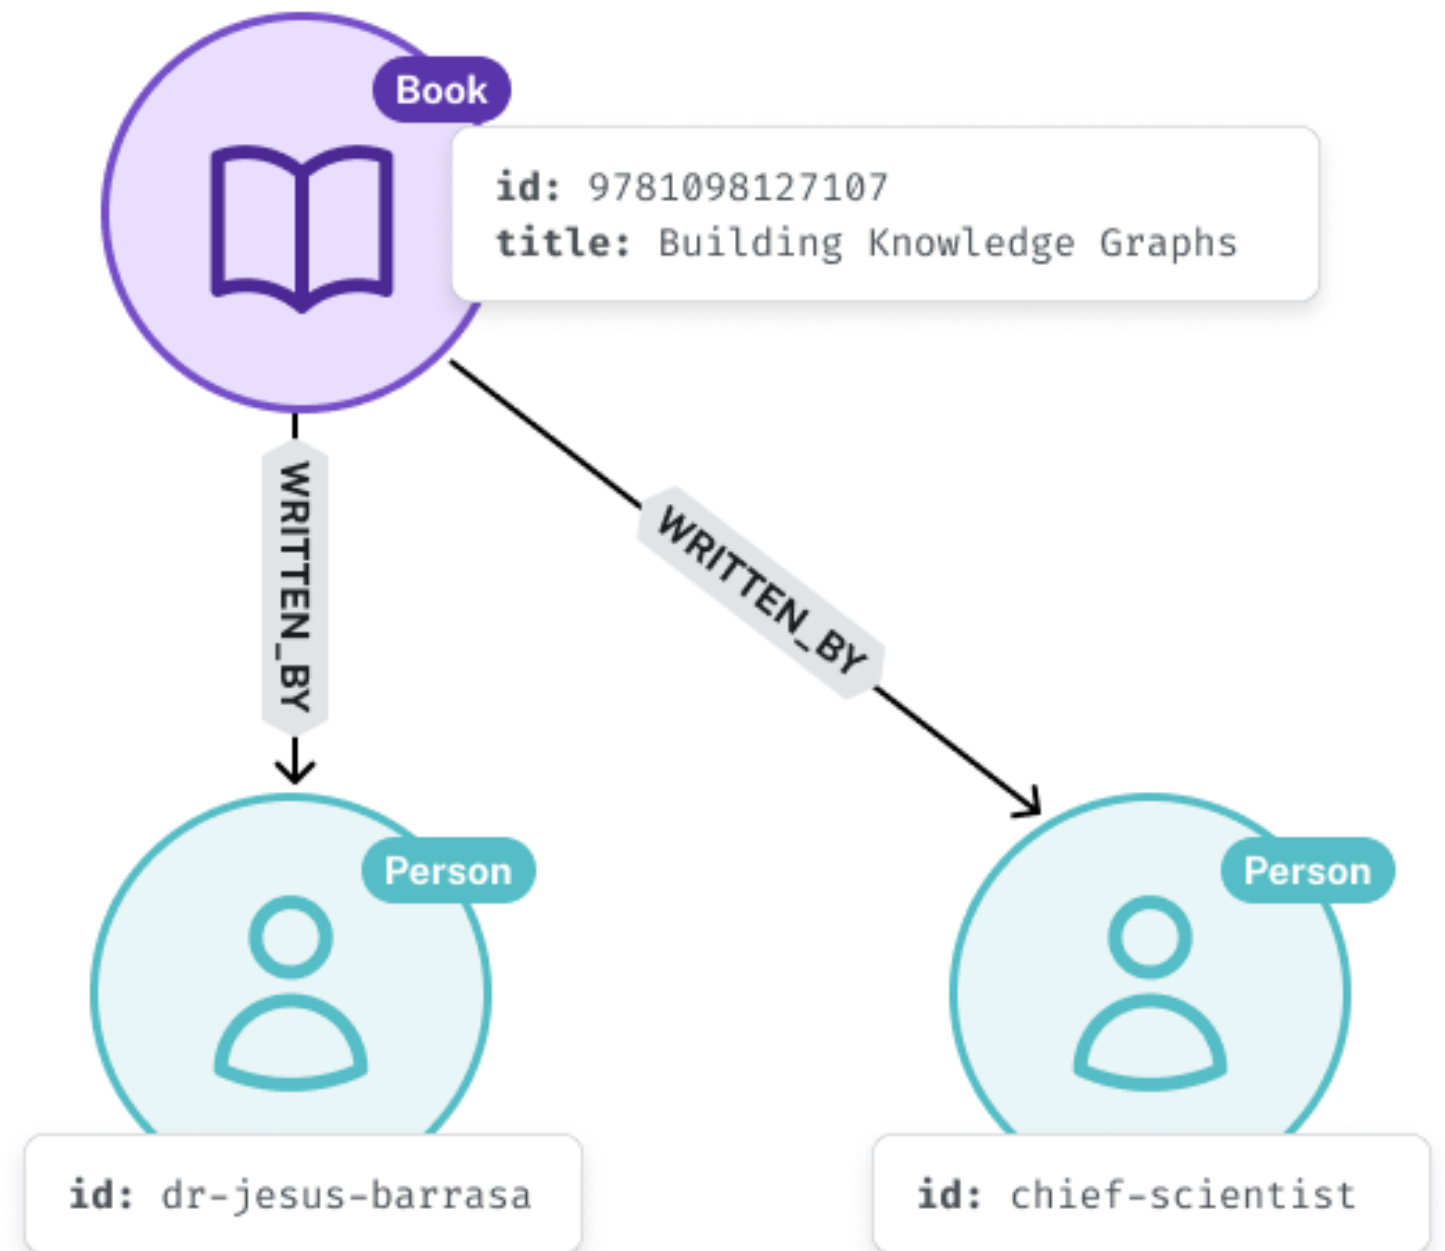 Book
id: 9781098127107
title: Building Knowledge Graphs
WRITTEN_BY
WRITTEN_BY
Person
Person
id: dr-jesus-barrasa
id: chief-scientist